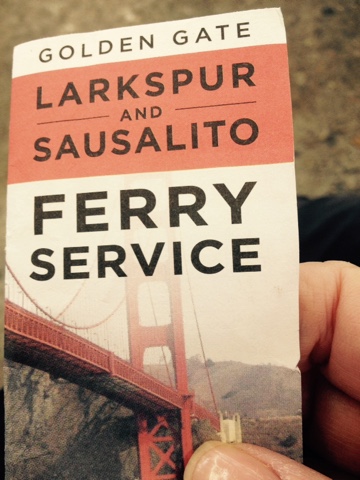 GOLDEN GATE
LARKSPUR
AND
SAUSALITO
FERRY
SERVICE